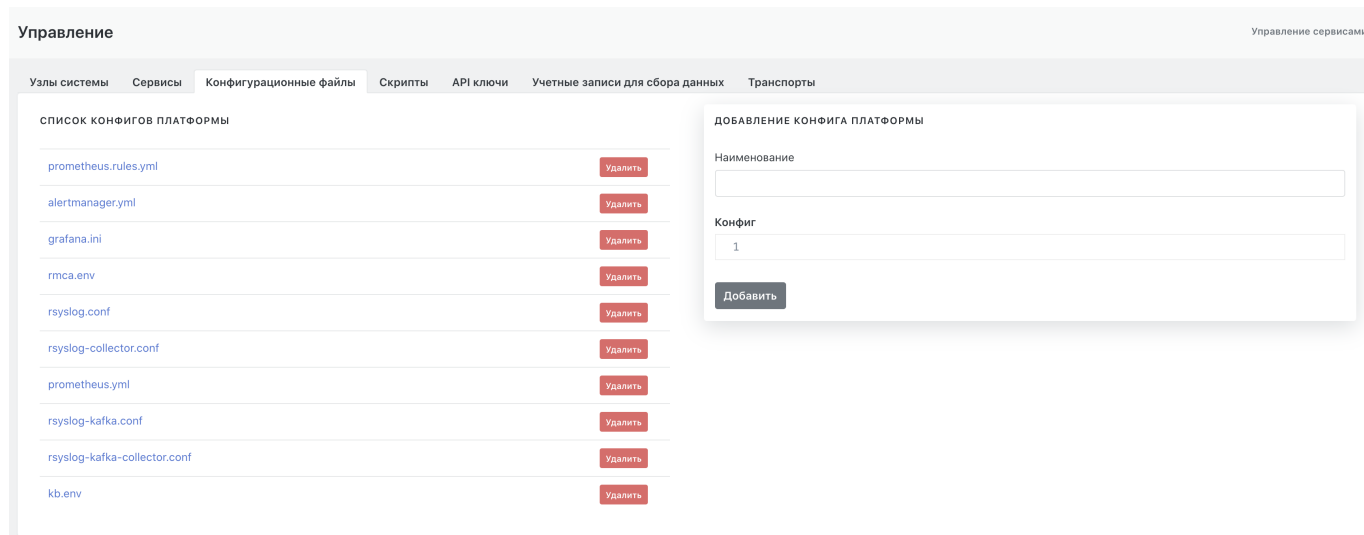 Управление
Управление сервисами
Узлы системы Сервисы Конфигурационные файлы Скрипты API ключи Учетные записи для сбора данных Транспорты
СПИСОК КОНФИГОВ ПЛАТФОРМЫ
prometheus.rules.yml Удалить
alertmanager.yml Удалить
grafana.ini Удалить
rmca.env Удалить
rsyslog.conf Удалить
rsyslog-collector.conf Удалить
prometheus.yml Удалить
rsyslog-kafka.conf Удалить
rsyslog-kafka-collector.conf Удалить
kb.env Удалить
ДОБАВЛЕНИЕ КОНФИГА ПЛАТФОРМЫ
Наименование
Конфиг
1
Добавить